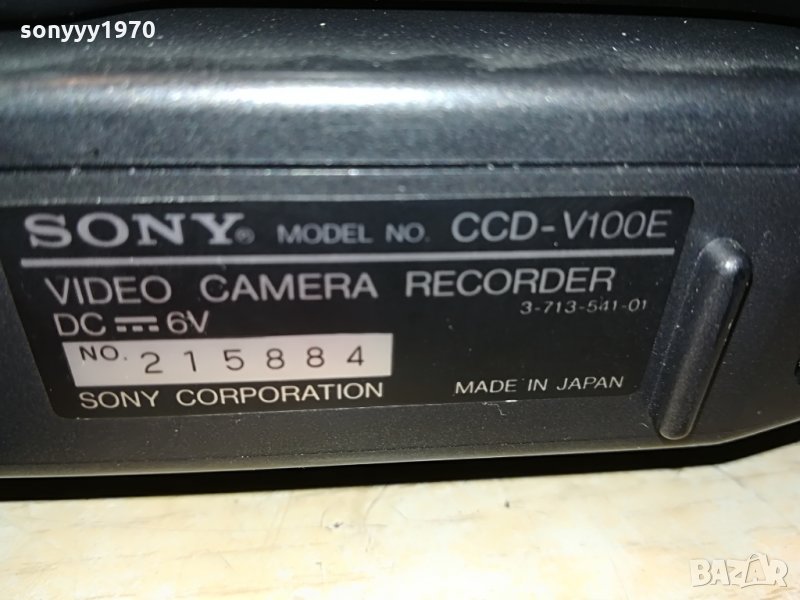 sonyyy1970
SONY® MODEL NO. CCD-V100E
VIDEO CAMERA RECORDER
3-713-541-01
DC 6V
NO. 215884
SONY CORPORATION MADE IN JAPAN
BAZAR